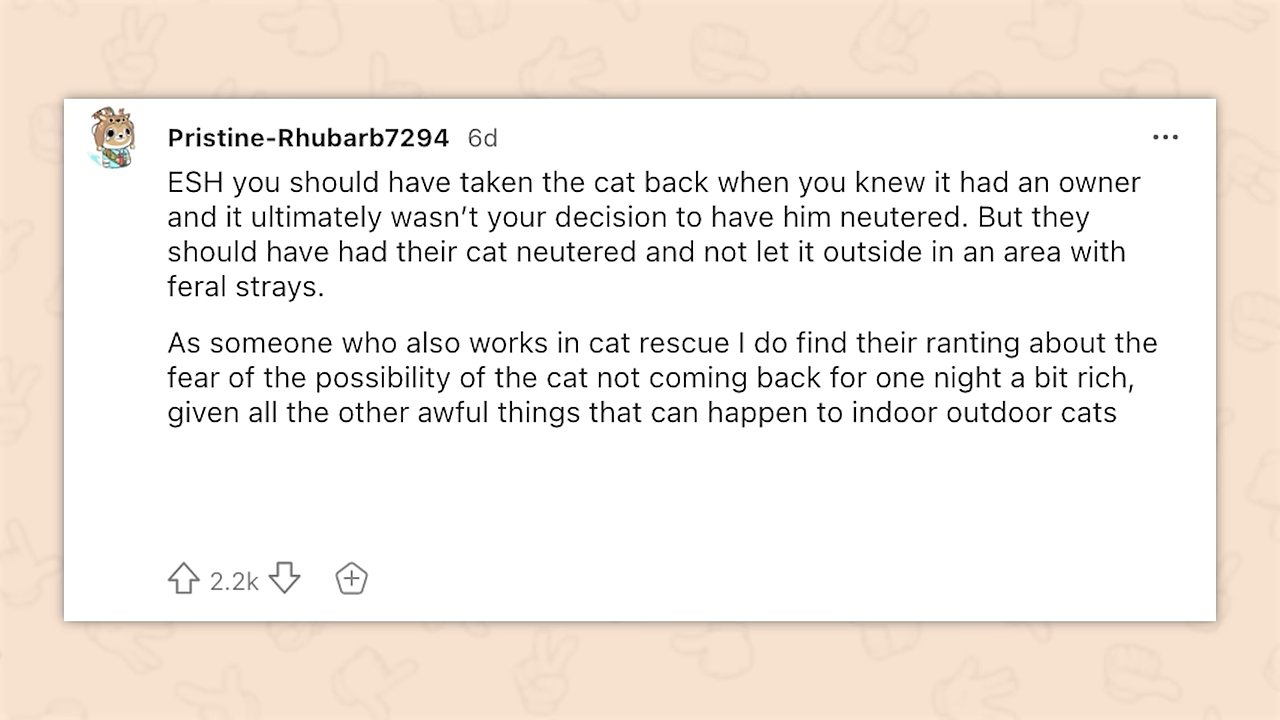 Pristine-Rhubarb7294 6d
ESH you should have taken the cat back when you knew it had an owner
and it ultimately wasn’t your decision to have him neutered. But they
should have had their cat neutered and not let it outside in an area with
feral strays.
As someone who also works in cat rescue I do find their ranting about the
fear of the possibility of the cat not coming back for one night a bit rich,
given all the other awful things that can happen to indoor outdoor cats
2.2k